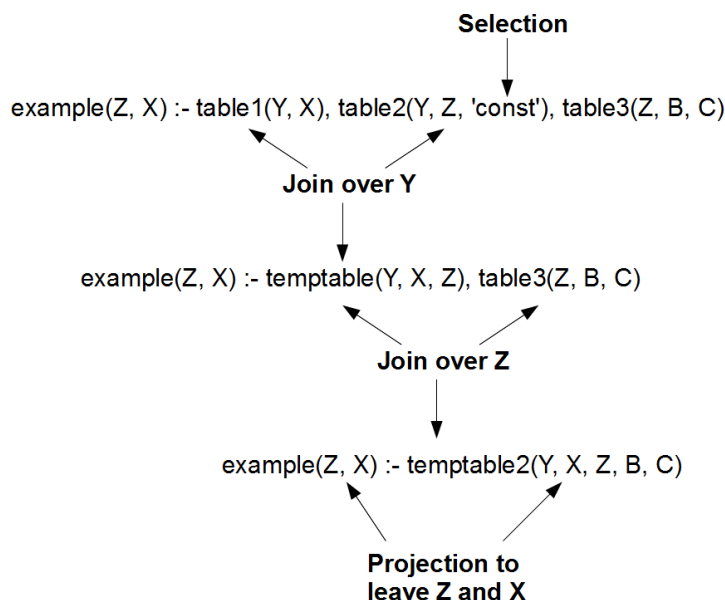 Selection
example(Z, X) :- table1(Y, X), table2(Y, Z, 'const'), table3(Z, B, C)
Join over Y
example(Z, X) :- temptable(Y, X, Z), table3(Z, B, C)
Join over Z
example(Z, X) :- temptable2(Y, X, Z, B, C)
Projection to
leave Z and X